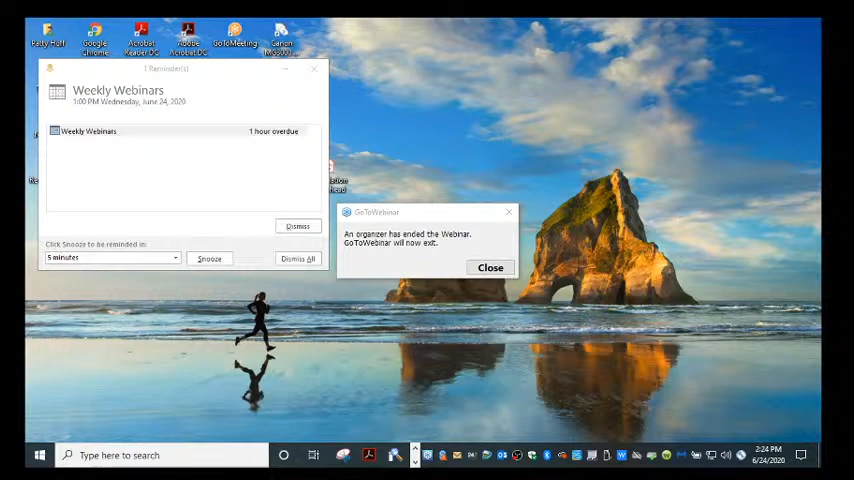 Patty Huff
Google
Chrome
Acrobat
Reader DC
Adobe
Acrobat DC
GoToMeeting
Canon
1 Reminder(s)
Weekly Webinars
1:00 PM Wednesday, June 24, 2020
Weekly Webinars
1 hour overdue
Dismiss
Click Snooze to be reminded in:
5 minutes
Snooze
Dismiss All
GoToWebinar
An organizer has ended the Webinar.
GoToWebinar will now exit.
Close
Type here to search
2:24 PM
6/24/2020